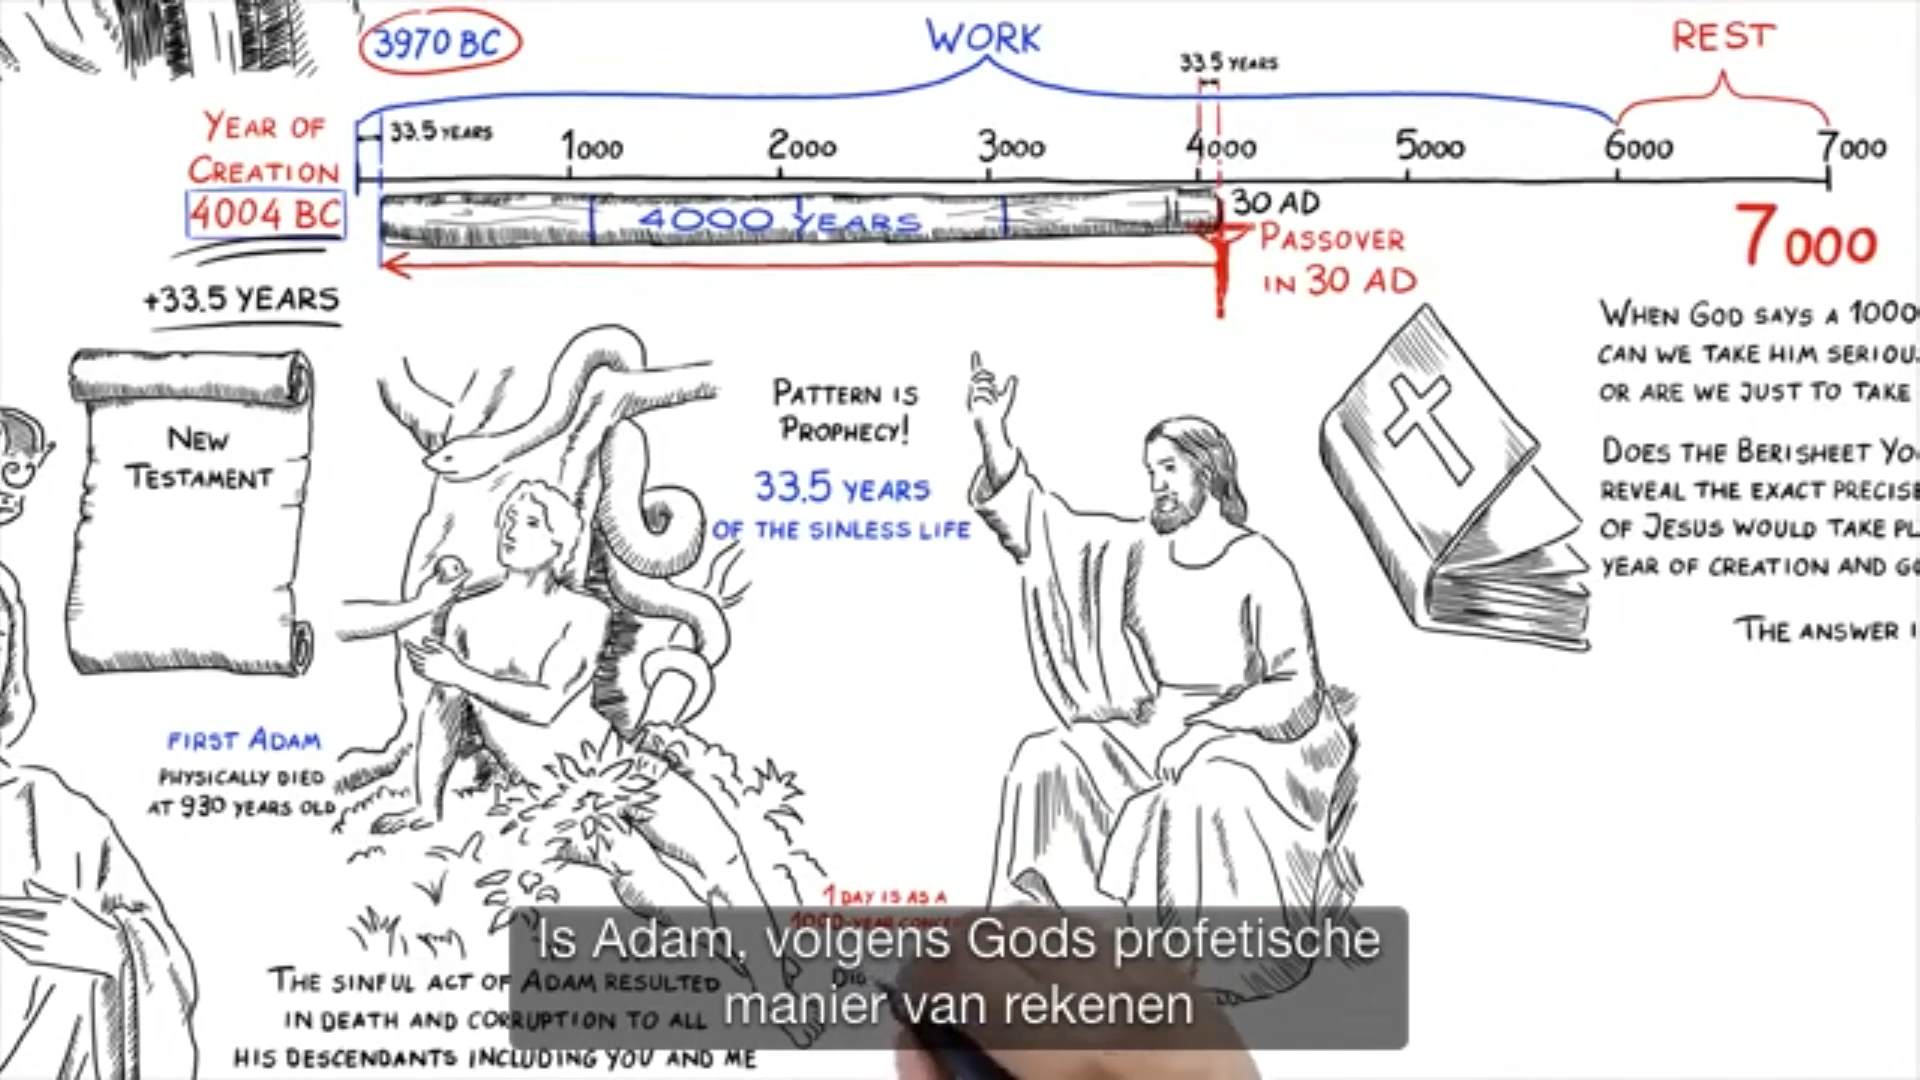 3970 BC
WORK
REST
33.5 YEARS
YEAR OF
CREATION
4004 BC
33.5 YEARS
1000
2000
3000
4000
5000
6000
7000
4000 YEARS
30 AD
PASSOVER
IN 30 AD
7000
+33.5 YEARS
NEW
TESTAMENT
PATTERN IS
PROPHECY!
33.5 YEARS
OF THE SINLESS LIFE
WHEN GOD SAYS A 1000
CAN WE TAKE HIM
OR ARE WE JUST TO TAKE
DOES THE BERISHEET
REVEAL THE EXACT
OF JESUS WOULD TAKE
YEAR OF CREATION AND
THE ANSWER
FIRST ADAM
PHYSICALLY DIED
AT 930 YEARS OLD
1 DAY IS AS A
1000-YEAR
THE SINFUL ACT OF ADAM RESULTED
IN DEATH AND CORRUPTION TO ALL
HIS DESCENDANTS INCLUDING YOU AND ME
Is Adam, volgens Gods profetische
manier van rekenen